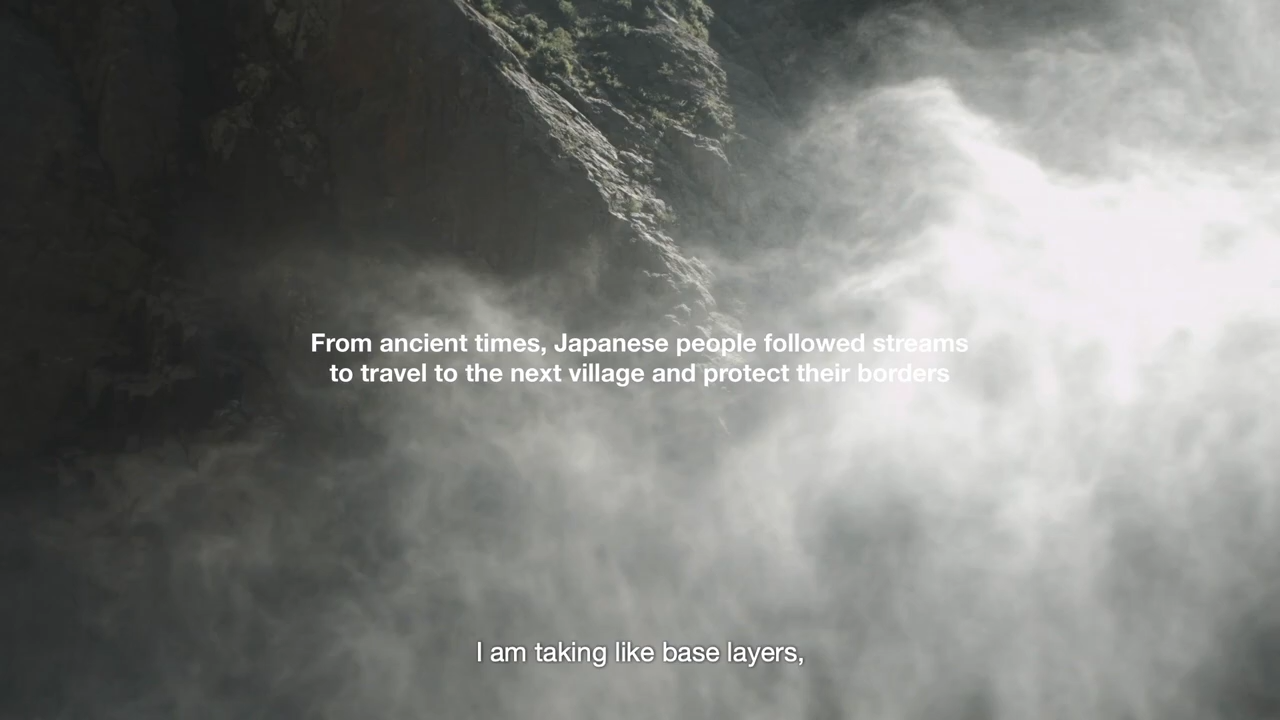 From ancient times, Japanese people followed streams
to travel to the next village and protect their borders
I am taking like base layers,